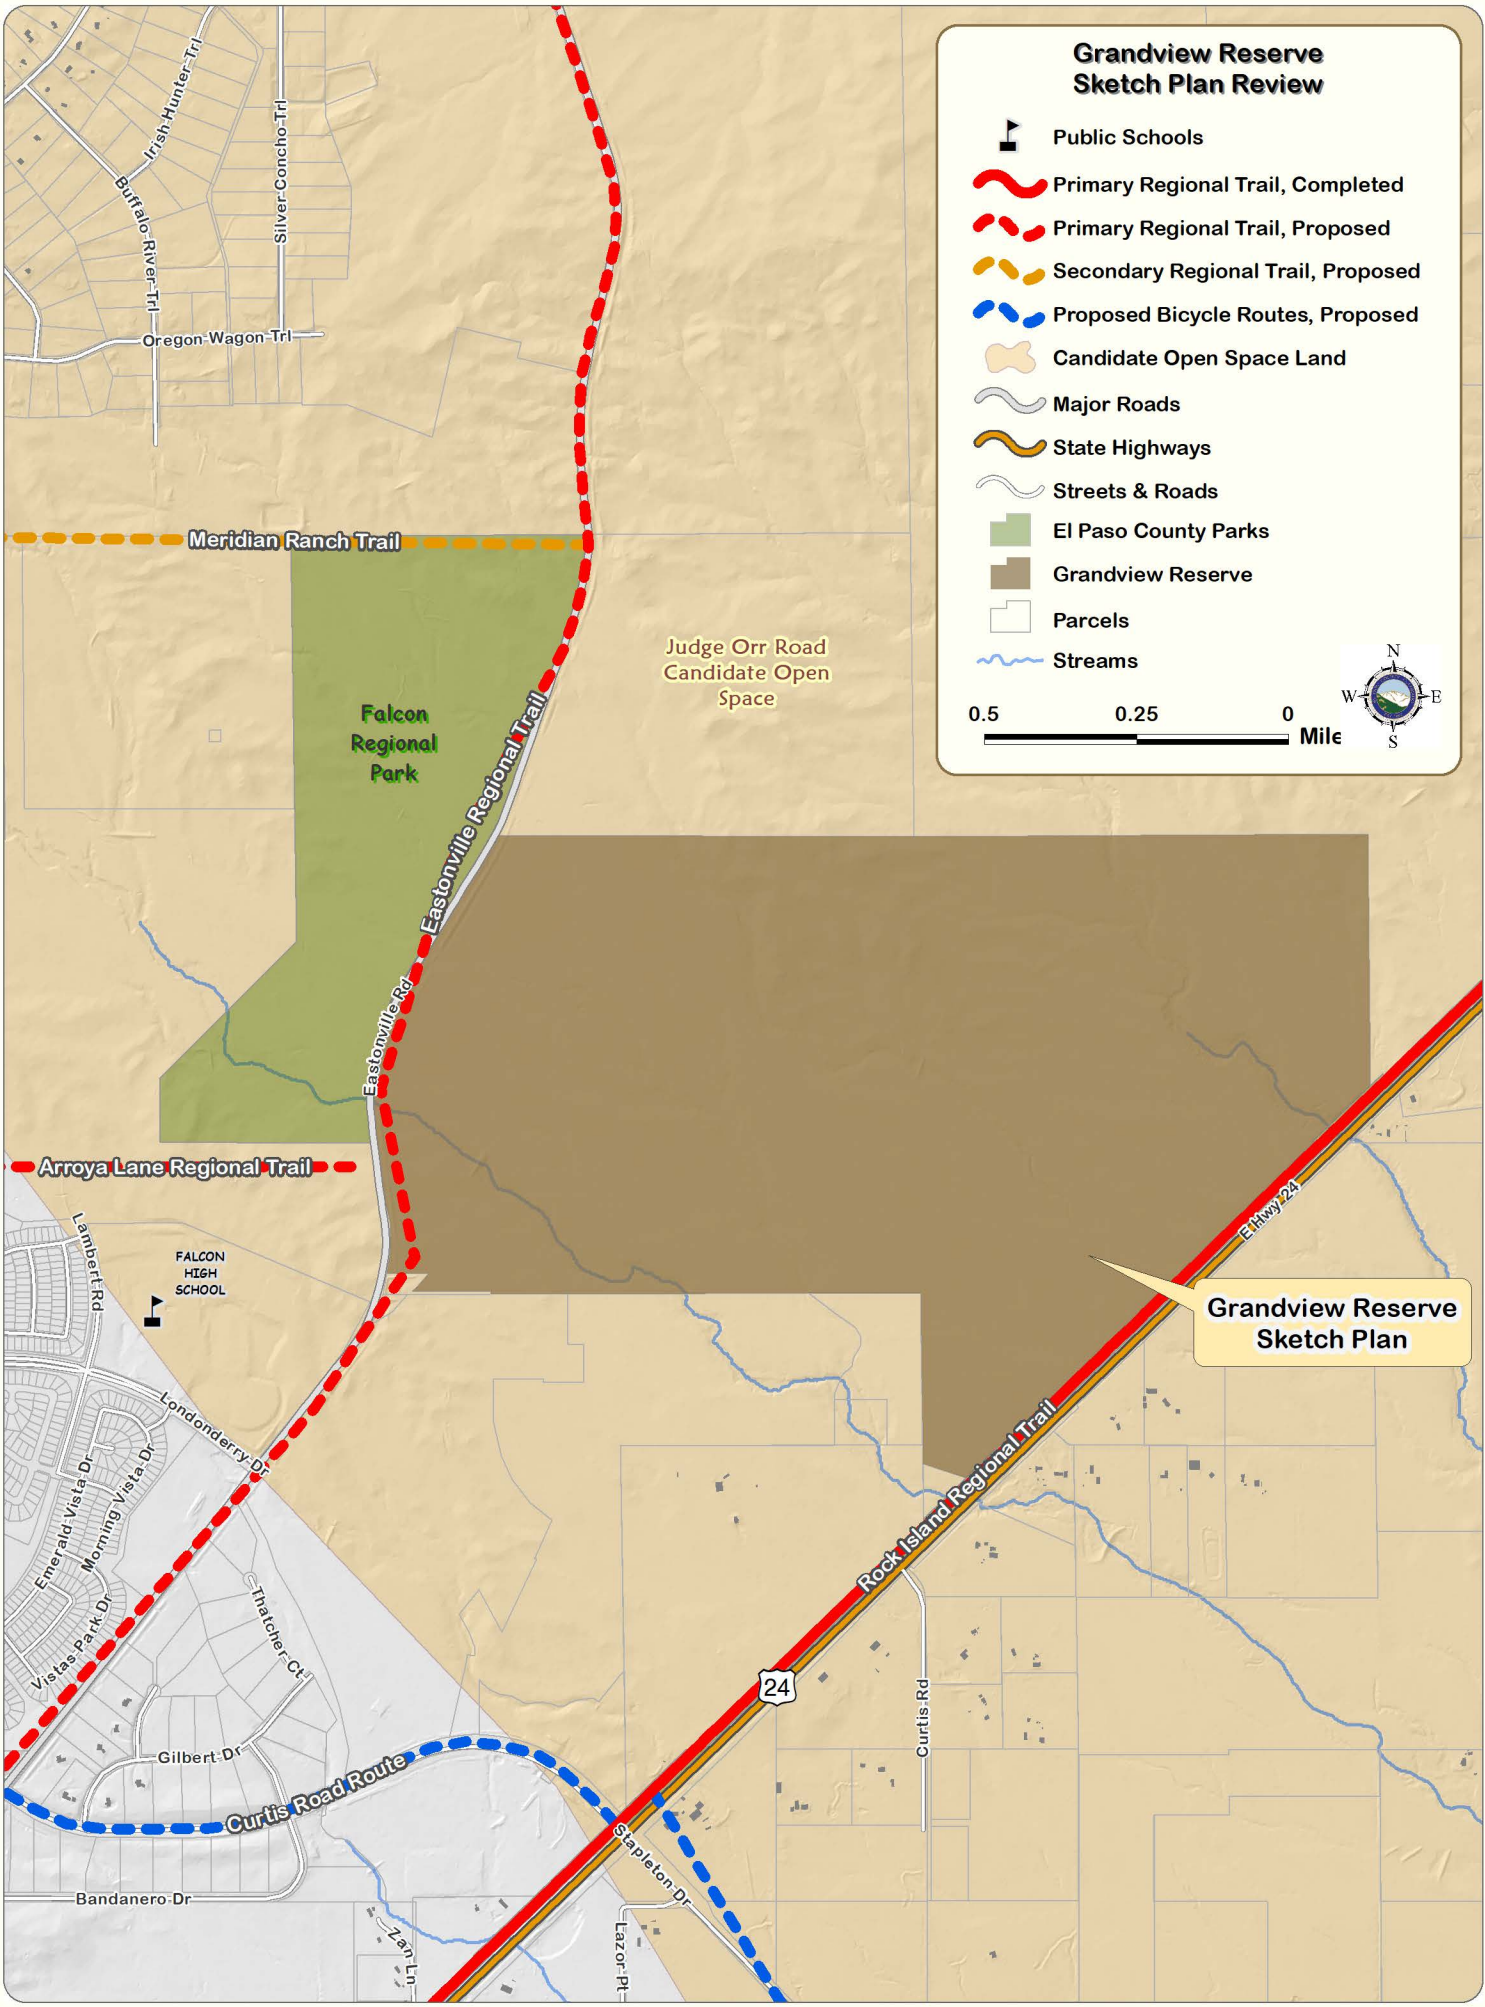 Grandview Reserve
Sketch Plan Review
Public Schools
Primary Regional Trail, Completed
Primary Regional Trail, Proposed
Secondary Regional Trail, Proposed
Proposed Bicycle Routes, Proposed
Candidate Open Space Land
Major Roads
State Highways
Streets & Roads
El Paso County Parks
Grandview Reserve
Parcels
Streams
N
W
E
S
0.5
0.25
0
Mile
Irish Hunter Trl
Silver Concho Trl
Buffalo River Trl
Oregon Wagon Trl
Meridian Ranch Trail
Judge Orr Road
Candidate Open
Space
Falcon
Regional
Park
Eastonville Regional Trail
Eastonville Rd
Arroya Lane Regional Trail
Lambert Rd
FALCON
HIGH
SCHOOL
E Hwy 24
Grandview Reserve
Sketch Plan
Londonderry Dr
Emerald Vista Dr
Morning Vista Dr
Vistas Park Dr
Thatcher Ct
Rock Island Regional Trail
24
Curtis Rd
Gilbert Dr
Curtis Road Route
Stapleton Dr
Bandanero Dr
Zan Ln
Lazor Pt